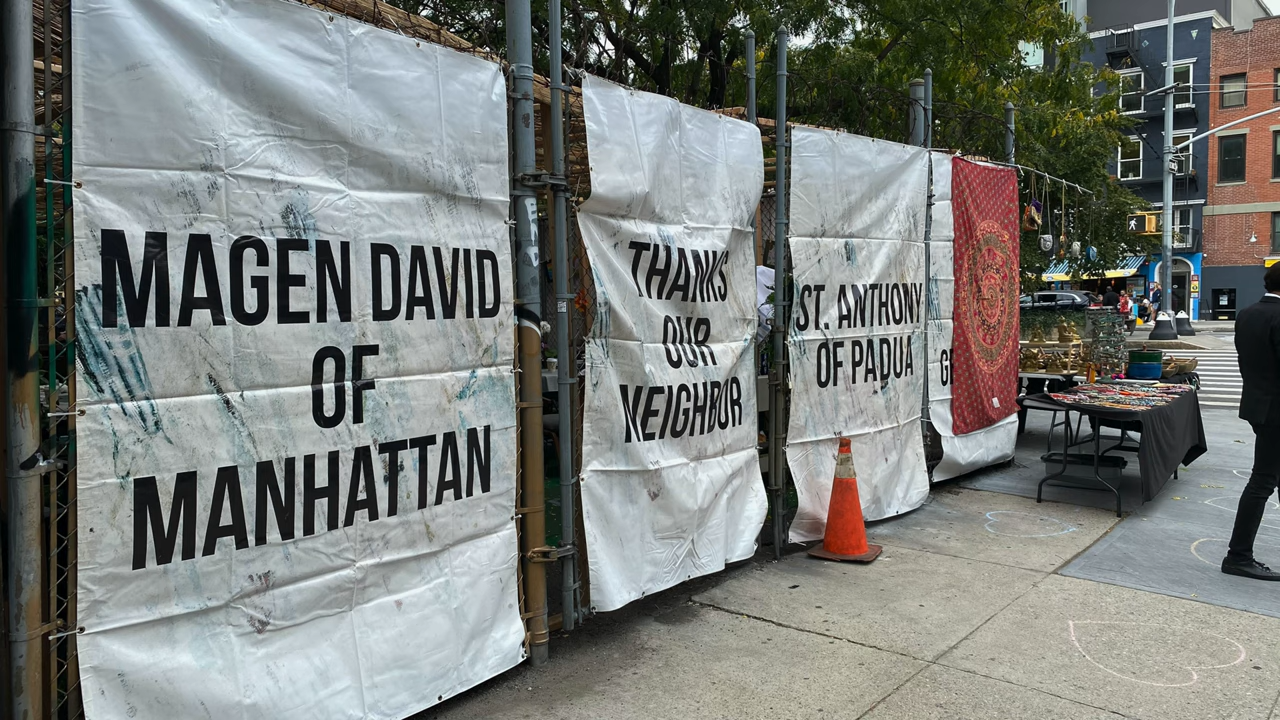 MAGEN DAVID
OF
MANHATTAN
THANKS
OUR
NEIGHBOR
ST. ANTHONY
OF PADUA